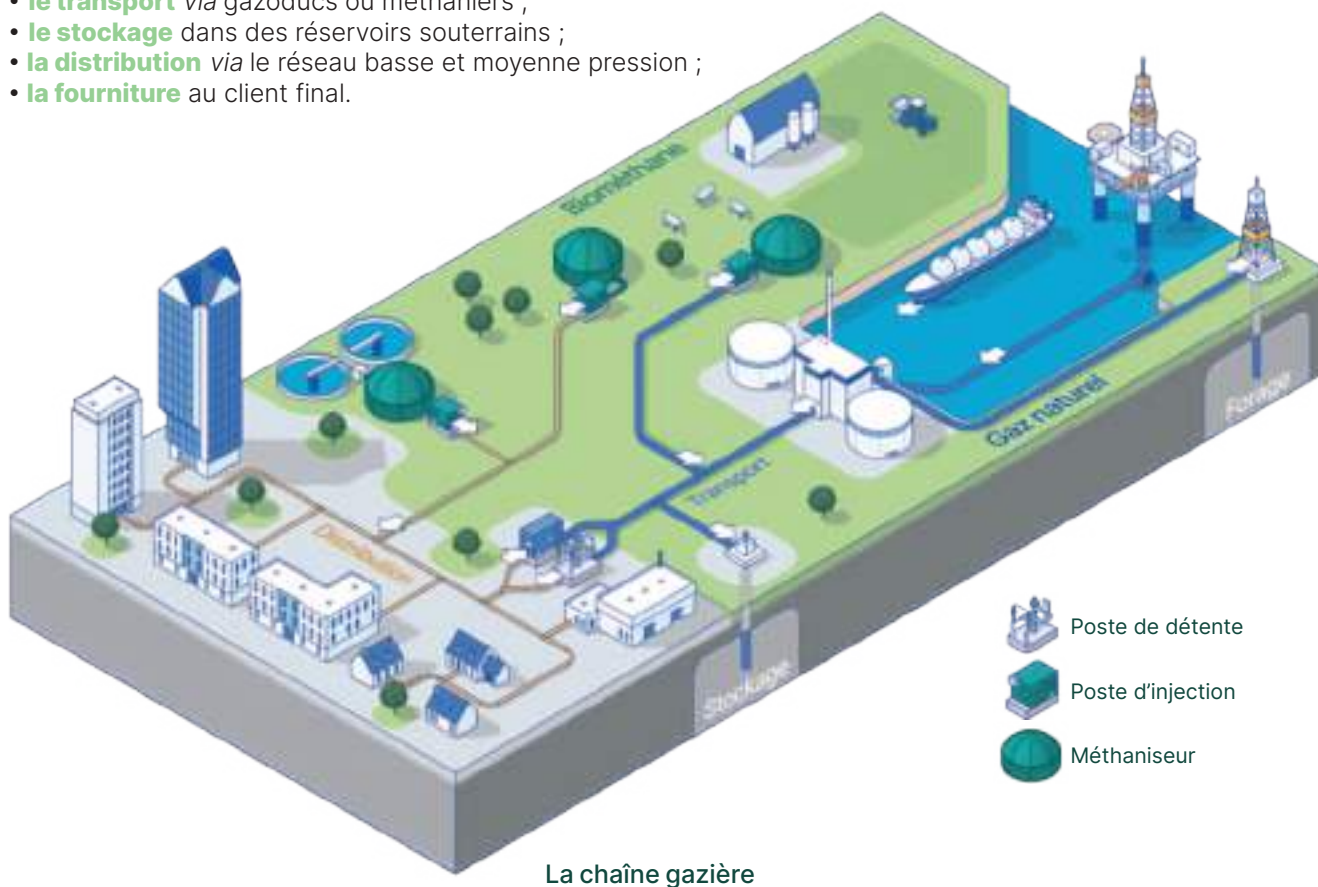 • le transport via gazoducs ou méthaniers ;
• le stockage dans des réservoirs souterrains ;
• la distribution via le réseau basse et moyenne pression ;
• la fourniture au client final.
Biométhane
Gaz naturel
Forage
Transport
Distribution
Stockage
Poste de détente
Poste d'injection
Méthaniseur
La chaîne gazière